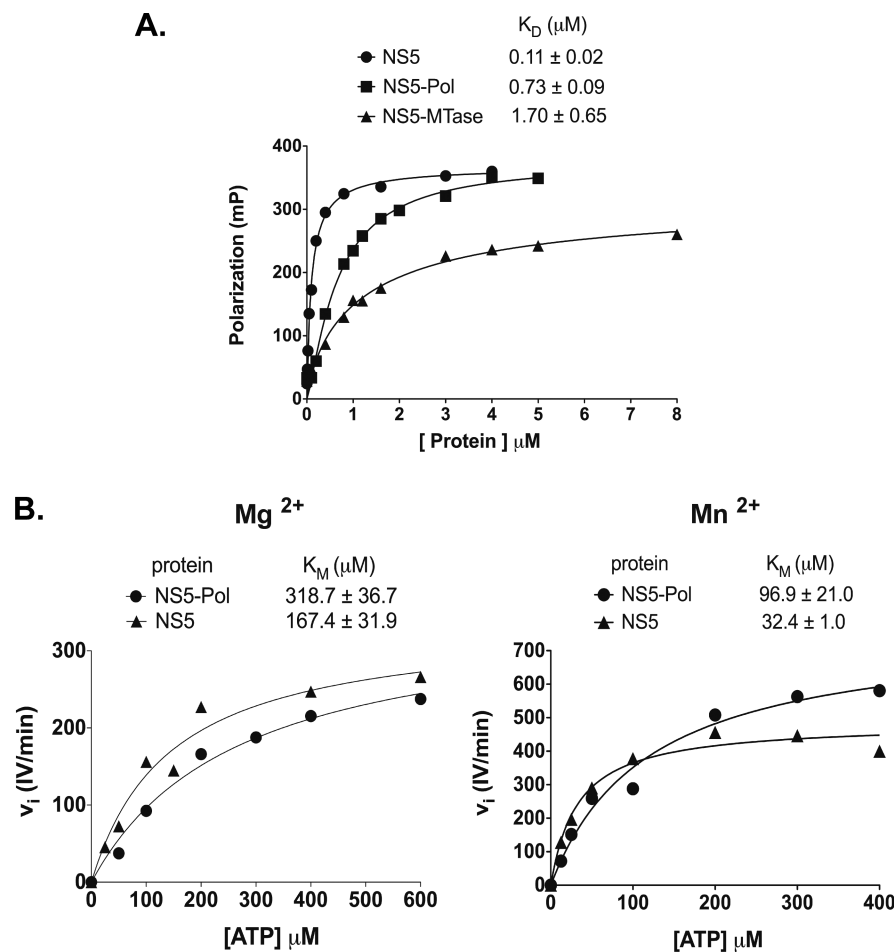 A.
K_D (μM)
NS5 0.11 ± 0.02
NS5-Pol 0.73 ± 0.09
NS5-MTase 1.70 ± 0.65
400
300
200
100
0
Polarization (mP)
0 1 2 3 4 5 6 7 8
[ Protein ] μM
B.
Mg 2+
protein K_M (μM)
NS5-Pol 318.7 ± 36.7
NS5 167.4 ± 31.9
300
200
100
0
v_i (IV/min)
0 100 200 300 400 500 600
[ATP] μM
Mn 2+
protein K_M (μM)
NS5-Pol 96.9 ± 21.0
NS5 32.4 ± 1.0
700
600
500
400
300
200
100
0
v_i (IV/min)
0 100 200 300 400
[ATP] μM